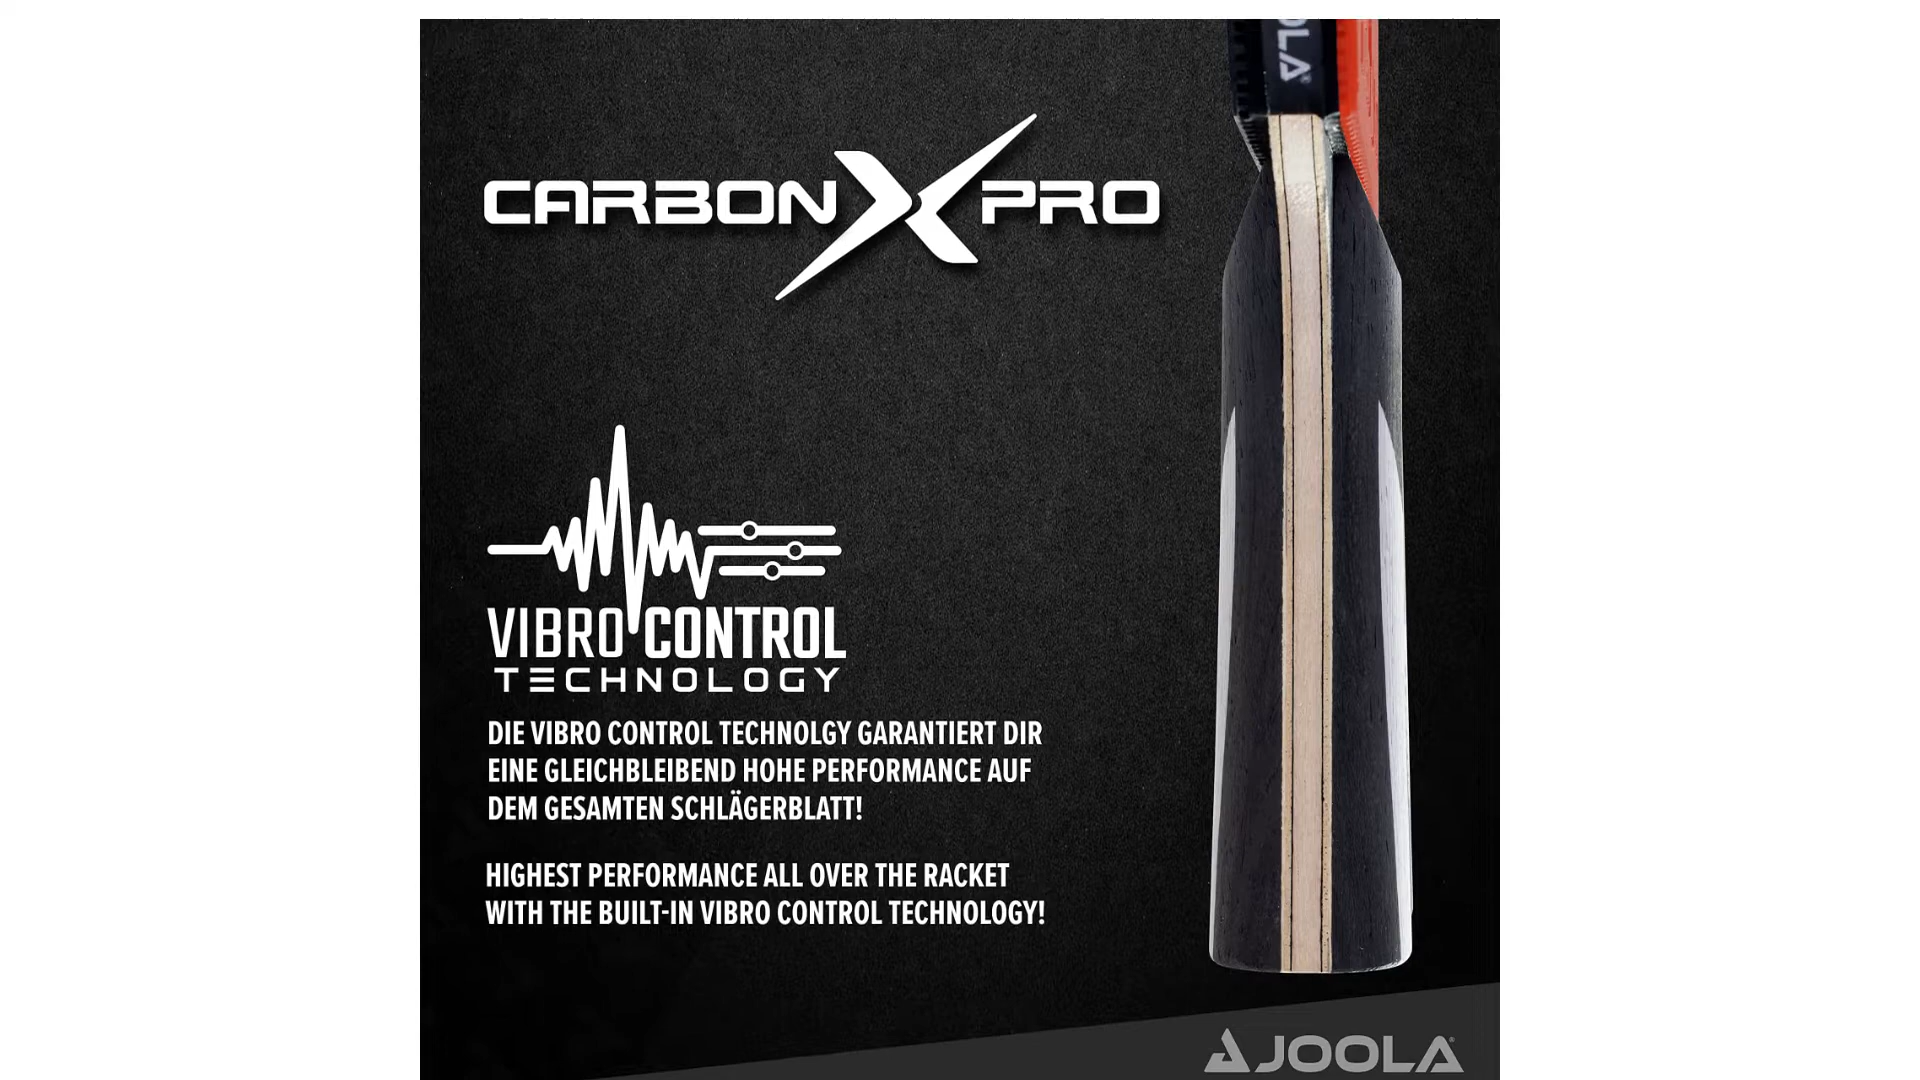 OLA
CARBON X PRO
VIBRO CONTROL
TECHNOLOGY
DIE VIBRO CONTROL TECHNOLGY GARANTIERT DIR
EINE GLEICHBLEIBEND HOHE PERFORMANCE AUF
DEM GESAMTEN SCHLÄGERBLATT!
HIGHEST PERFORMANCE ALL OVER THE RACKET
WITH THE BUILT-IN VIBRO CONTROL TECHNOLOGY!
JOOLA